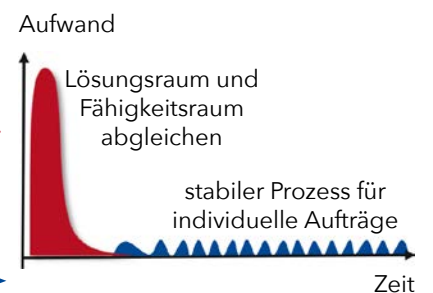 Aufwand
Lösungsraum und
Fähigkeitsraum
abgleichen
stabiler Prozess für
individuelle Aufträge
Zeit